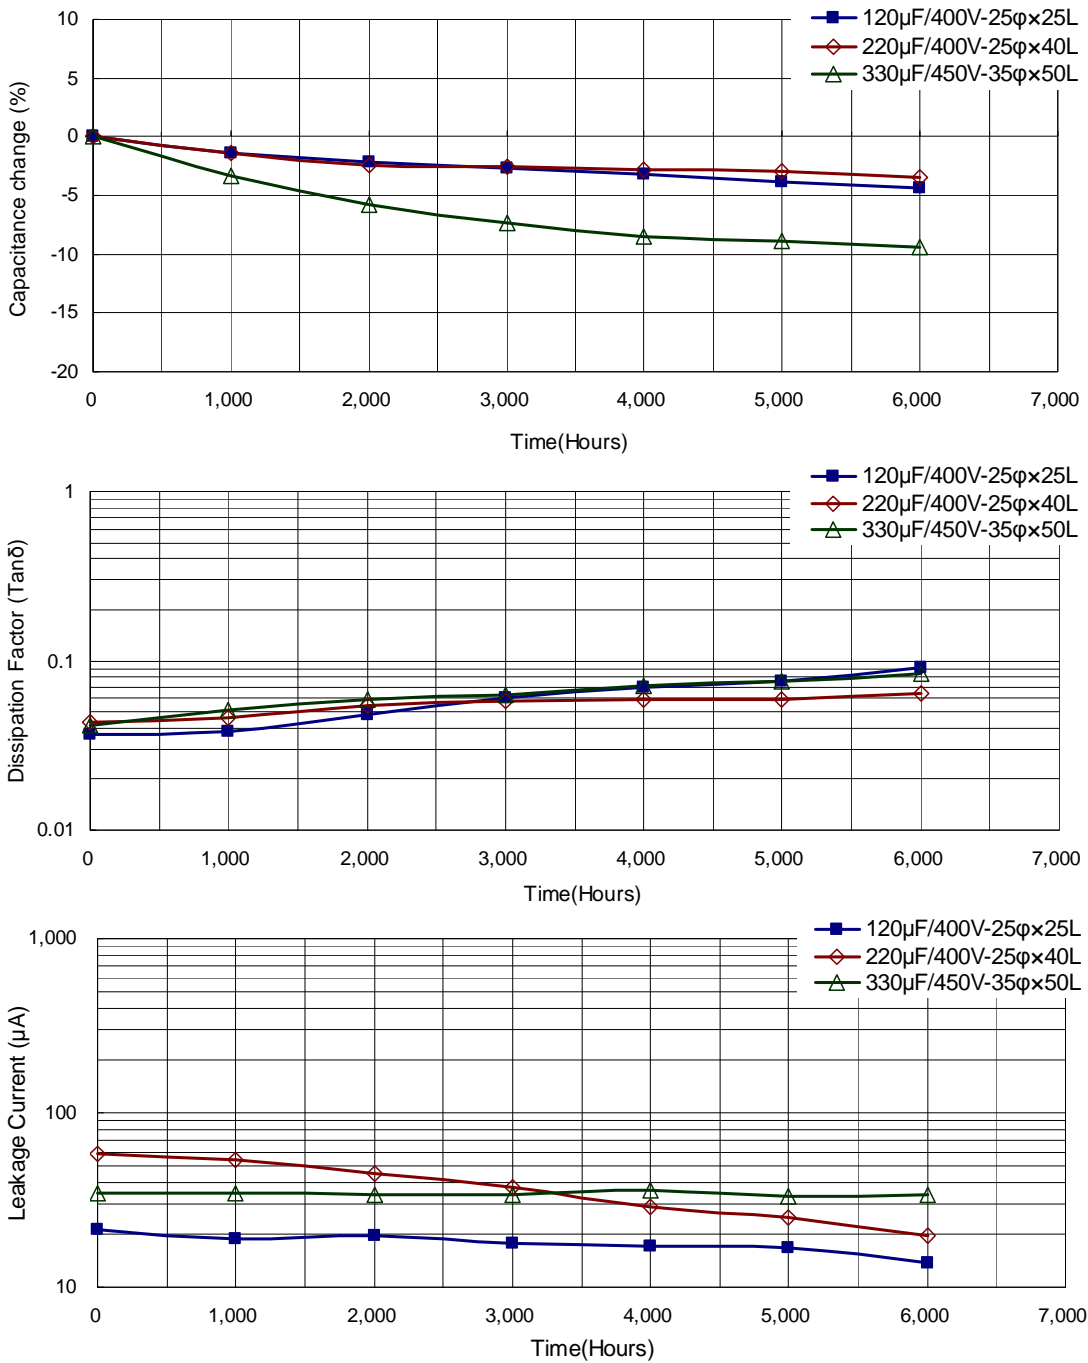 120μF/400V-25φ×25L
220μF/400V-25φ×40L
330μF/450V-35φ×50L
Capacitance change (%)
10
5
0
-5
-10
-15
-20
0 1,000 2,000 3,000 4,000 5,000 6,000 7,000
Time(Hours)
120μF/400V-25φ×25L
220μF/400V-25φ×40L
330μF/450V-35φ×50L
Dissipation Factor (Tanδ)
1
0.1
0.01
0 1,000 2,000 3,000 4,000 5,000 6,000 7,000
Time(Hours)
120μF/400V-25φ×25L
220μF/400V-25φ×40L
330μF/450V-35φ×50L
Leakage Current (μA)
1,000
100
10
0 1,000 2,000 3,000 4,000 5,000 6,000 7,000
Time(Hours)